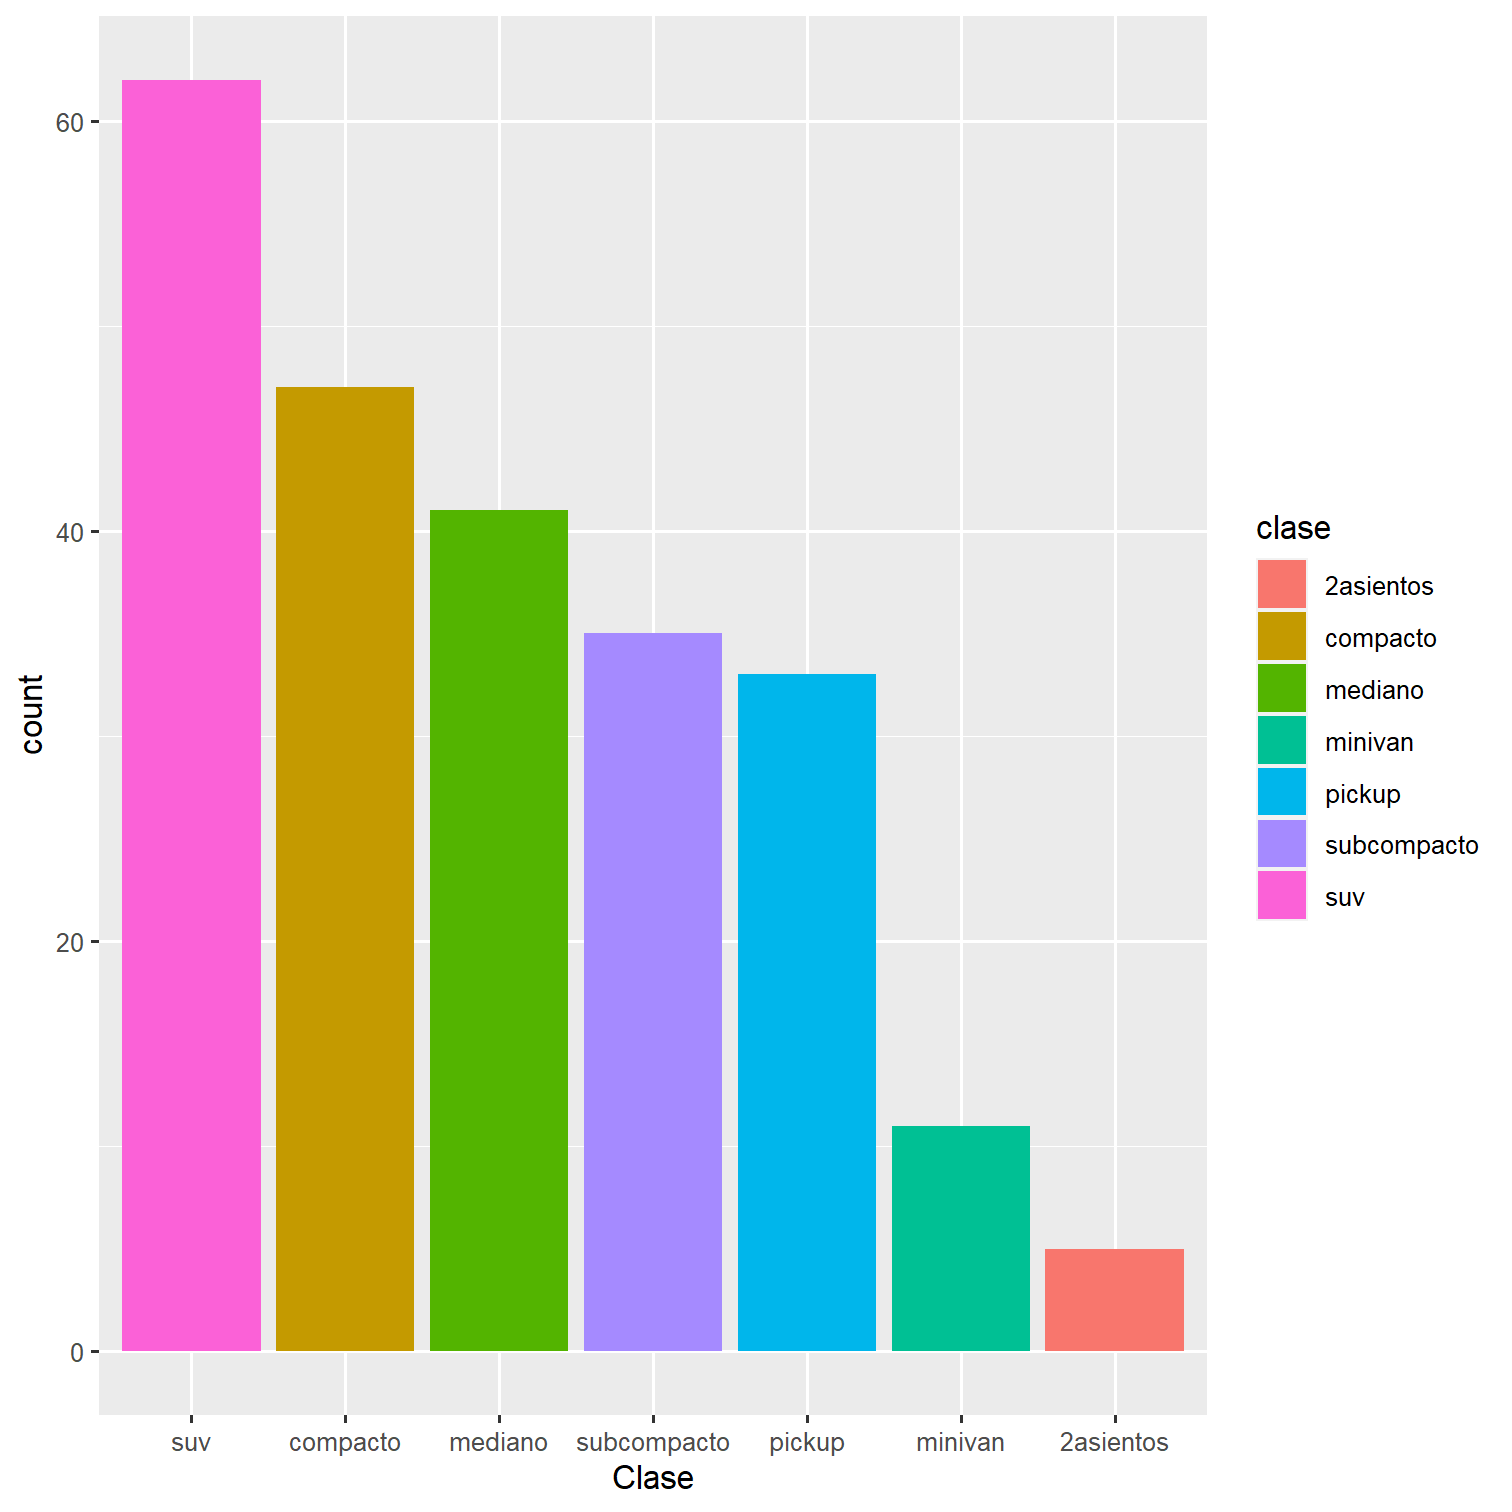 60
40
20
0
count
suv compacto mediano subcompacto pickup minivan 2asientos
Clase
clase
2asientos
compacto
mediano
minivan
pickup
subcompacto
suv